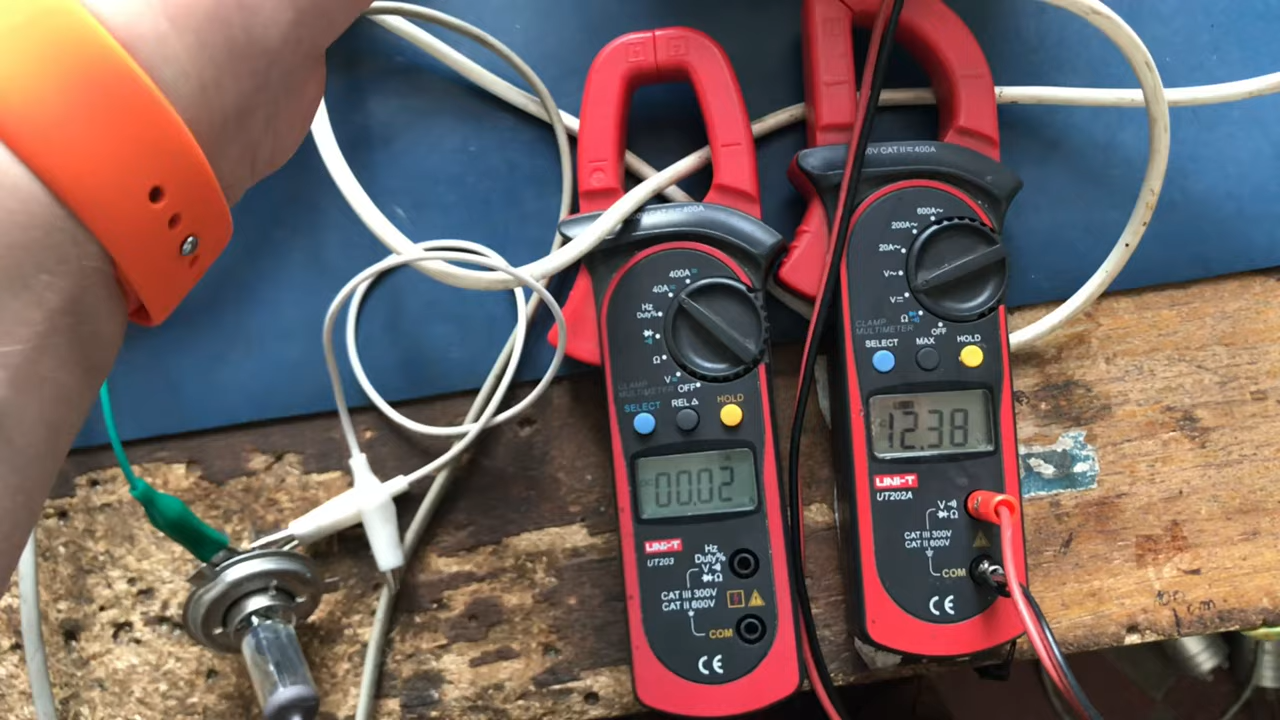 400A=
40A=
Hz
Duty%
Ω
V=
OFF
CLAMP
MULTIMETER
SELECT
REL Δ
HOLD
00.02
UNI-T
UT203
Hz
Duty%
V
Ω
CAT III 300V
CAT II 600V
COM
CE
0V CAT II=400A
600A~
200A~
20A~
V~
V=
Ω
OFF
CLAMP
MULTIMETER
SELECT
MAX
HOLD
12.38
UNI-T
UT202A
V
Ω
CAT III 300V
CAT II 600V
COM
CE